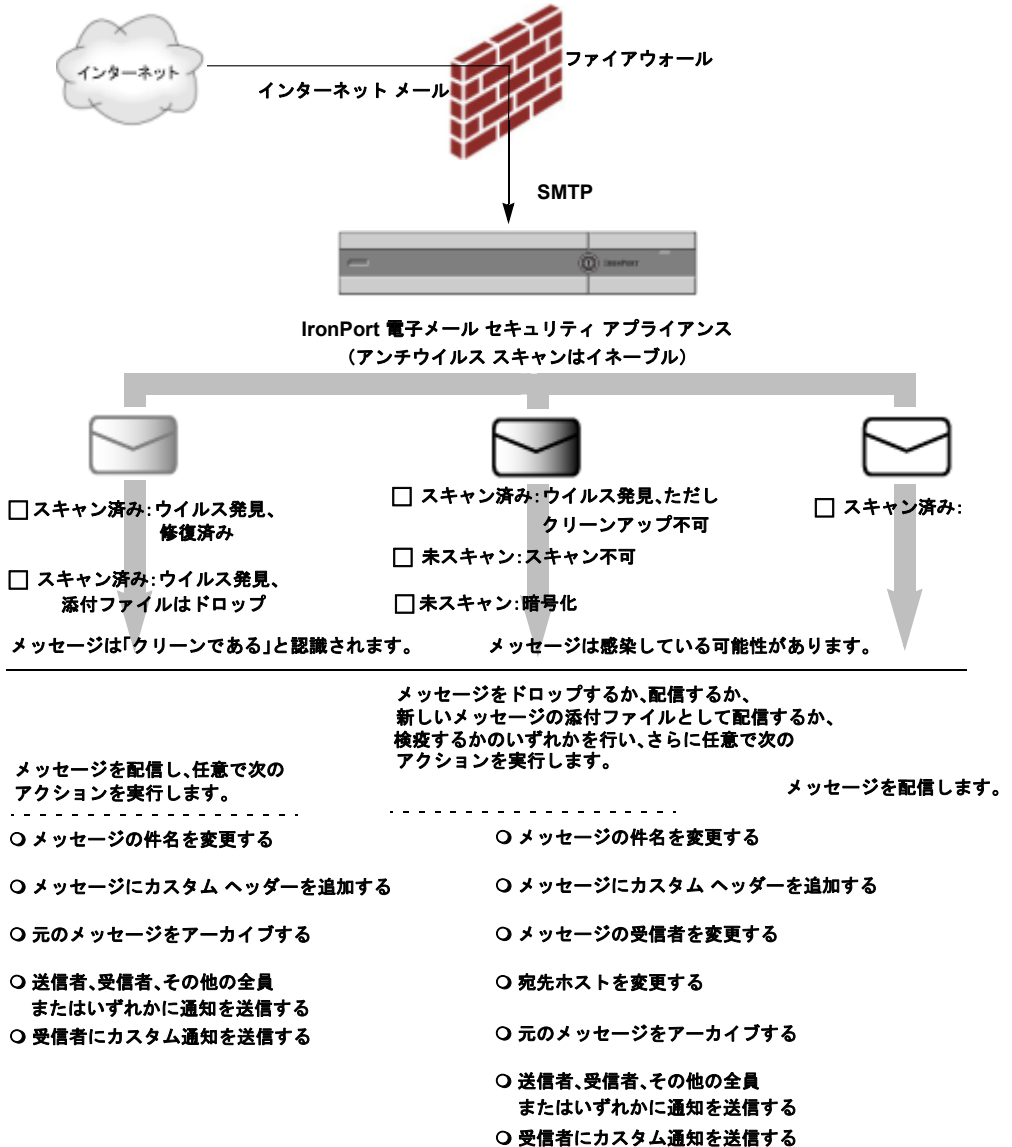 インターネット
ファイアウォール
インターネット メール
SMTP
IRONPORT
IronPort 電子メール セキュリティ アプライアンス
（アンチウイルス スキャンはイネーブル）
スキャン済み：ウイルス発見、
修復済み
スキャン済み：ウイルス発見、
添付ファイルはドロップ
メッセージは「クリーンである」と認識されます。
スキャン済み：ウイルス発見、ただし
クリーンアップ不可
未スキャン：スキャン不可
未スキャン：暗号化
メッセージは感染している可能性があります。
スキャン済み：
メッセージを配信し、任意で次の
アクションを実行します。
メッセージの件名を変更する
メッセージにカスタム ヘッダーを追加する
元のメッセージをアーカイブする
送信者、受信者、その他の全員
またはいずれかに通知を送信する
受信者にカスタム通知を送信する
メッセージをドロップするか、配信するか、
新しいメッセージの添付ファイルとして配信するか、
検疫するかのいずれかを行い、さらに任意で次の
アクションを実行します。
メッセージの件名を変更する
メッセージにカスタム ヘッダーを追加する
メッセージの受信者を変更する
宛先ホストを変更する
元のメッセージをアーカイブする
送信者、受信者、その他の全員
またはいずれかに通知を送信する
受信者にカスタム通知を送信する
メッセージを配信します。